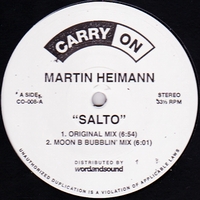 CARRY ON
MARTIN HEIMANN
* A SIDE
CO-006-A
STEREO
33⅓ RPM
"SALTO"
1. ORIGINAL MIX (6:54)
2. MOON B BUBBLIN' MIX (6:01)
DISTRIBUTED BY
wordandsound
UNAUTHORIZED DUPLICATION IS A VIOLATION OF APPLICABLE LAWS